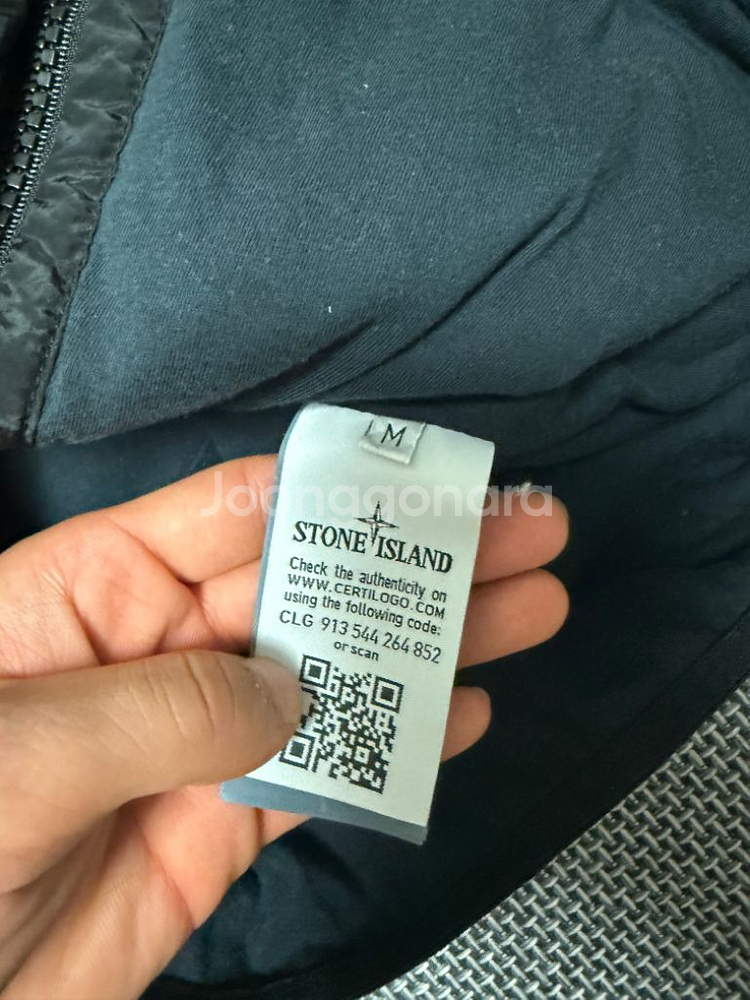 M
Joonggonara
STONE ISLAND
Check the authenticity on
WWW.CERTILOGO.COM
using the following code:
CLG 913 544 264 852
or scan